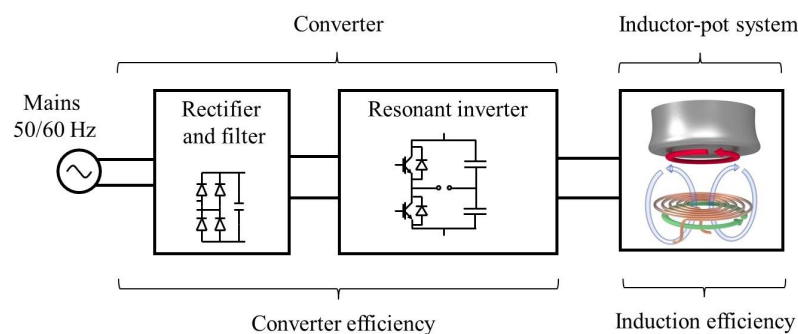 Converter
Inductor-pot system
Mains
50/60 Hz
Rectifier
and filter
Resonant inverter
Converter efficiency
Induction efficiency